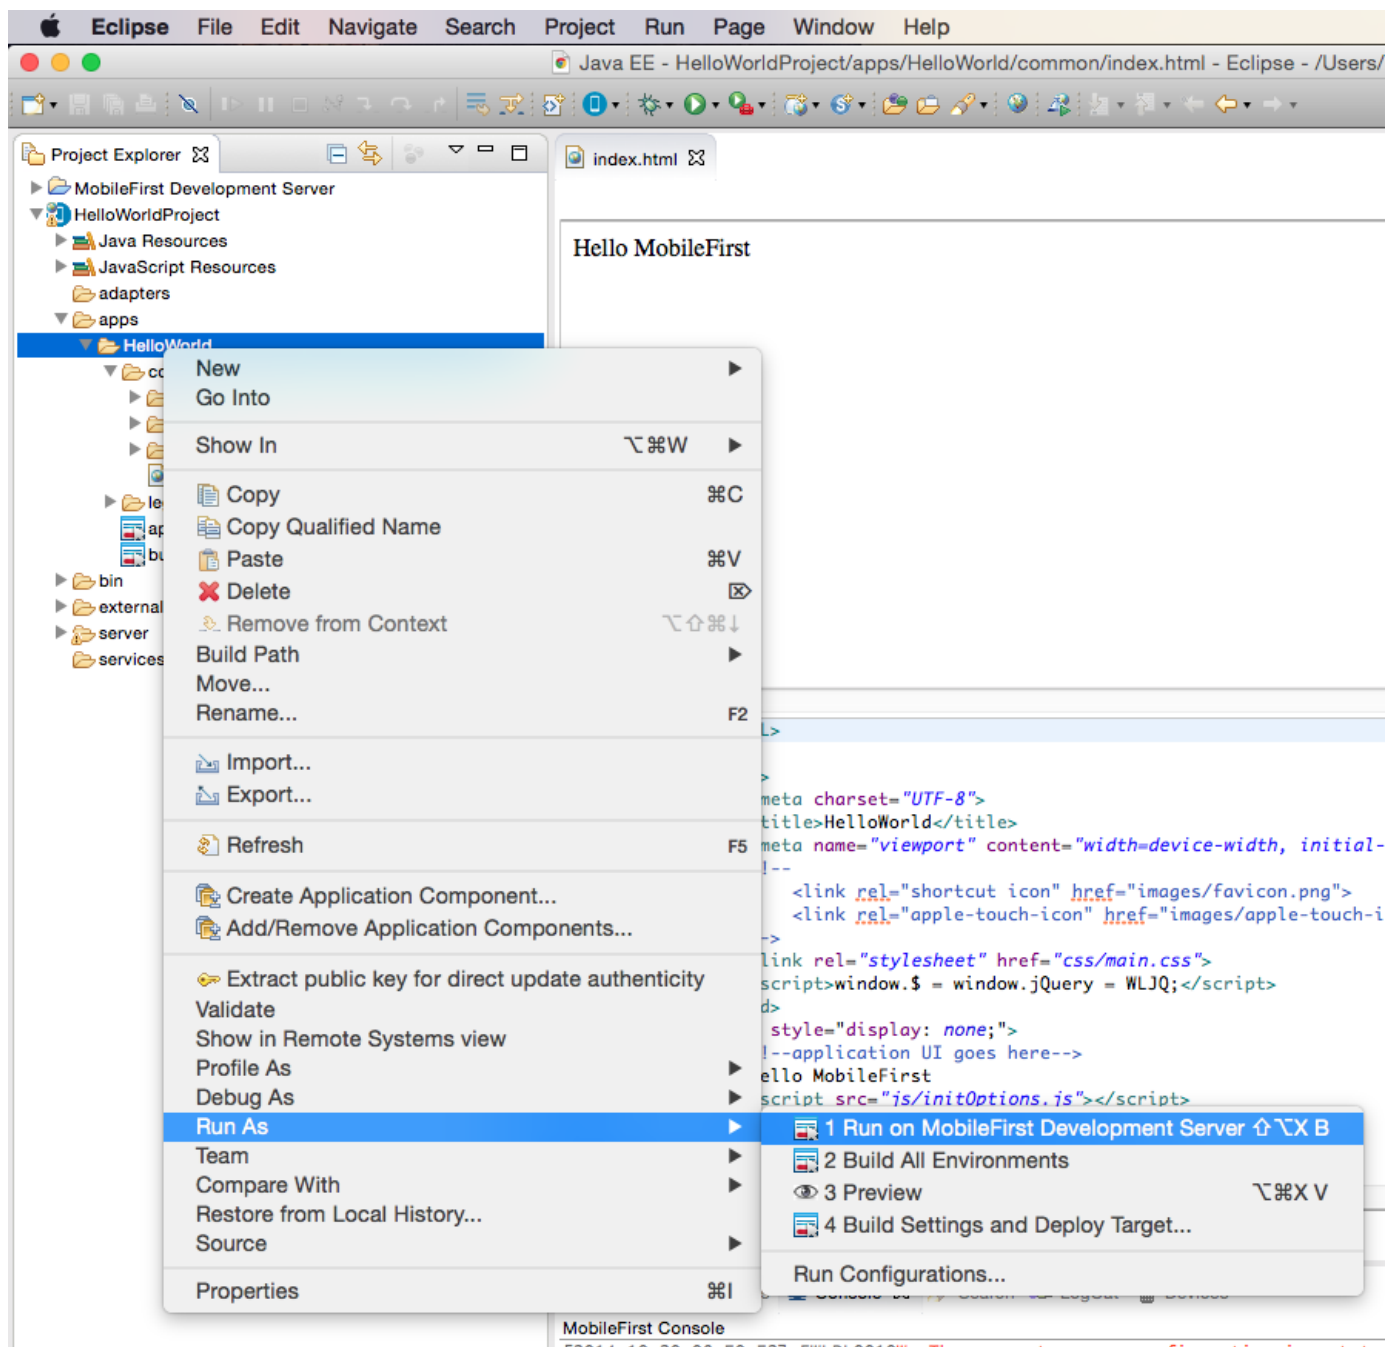 Eclipse File Edit Navigate Search Project Run Page Window Help
Java EE - HelloWorldProject/apps/HelloWorld/common/index.html - Eclipse - /Users/
Project Explorer
index.html
MobileFirst Development Server
HelloWorldProject
Java Resources
JavaScript Resources
adapters
apps
HelloWorld
Hello MobileFirst
bin
external
server
services
New
Go Into
Show In ⌥⌘W
Copy ⌘C
Copy Qualified Name
Paste ⌘V
Delete ⌦
Remove from Context ⌥⇧⌘↓
Build Path
Move...
Rename... F2
Import...
Export...
Refresh F5
Create Application Component...
Add/Remove Application Components...
Extract public key for direct update authenticity
Validate
Show in Remote Systems view
Profile As
Debug As
Run As
Team
Compare With
Restore from Local History...
Source
Properties ⌘I
L>
>
meta charset="UTF-8">
title>HelloWorld</title>
meta name="viewport" content="width=device-width, initial-
!--
<link rel="shortcut icon" href="images/favicon.png">
<link rel="apple-touch-icon" href="images/apple-touch-i
->
link rel="stylesheet" href="css/main.css">
script>window.$ = window.jQuery = WLJQ;</script>
d>
style="display: none;">
!--application UI goes here-->
ello MobileFirst
script src="js/initOptions.js"></script>
1 Run on MobileFirst Development Server ⇧⌥X B
2 Build All Environments
3 Preview ⌥⌘X V
4 Build Settings and Deploy Target...
Run Configurations...
Console Search LogCat Devices
MobileFirst Console